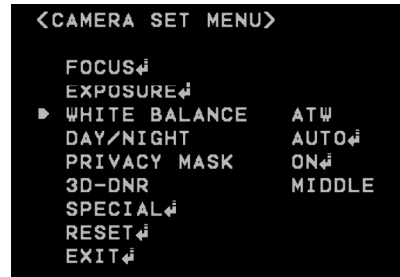 <CAMERA SET MENU>
FOCUS↲
EXPOSURE↲
WHITE BALANCE ATW
DAY/NIGHT AUTO↲
PRIVACY MASK ON↲
3D-DNR MIDDLE
SPECIAL↲
RESET↲
EXIT↲